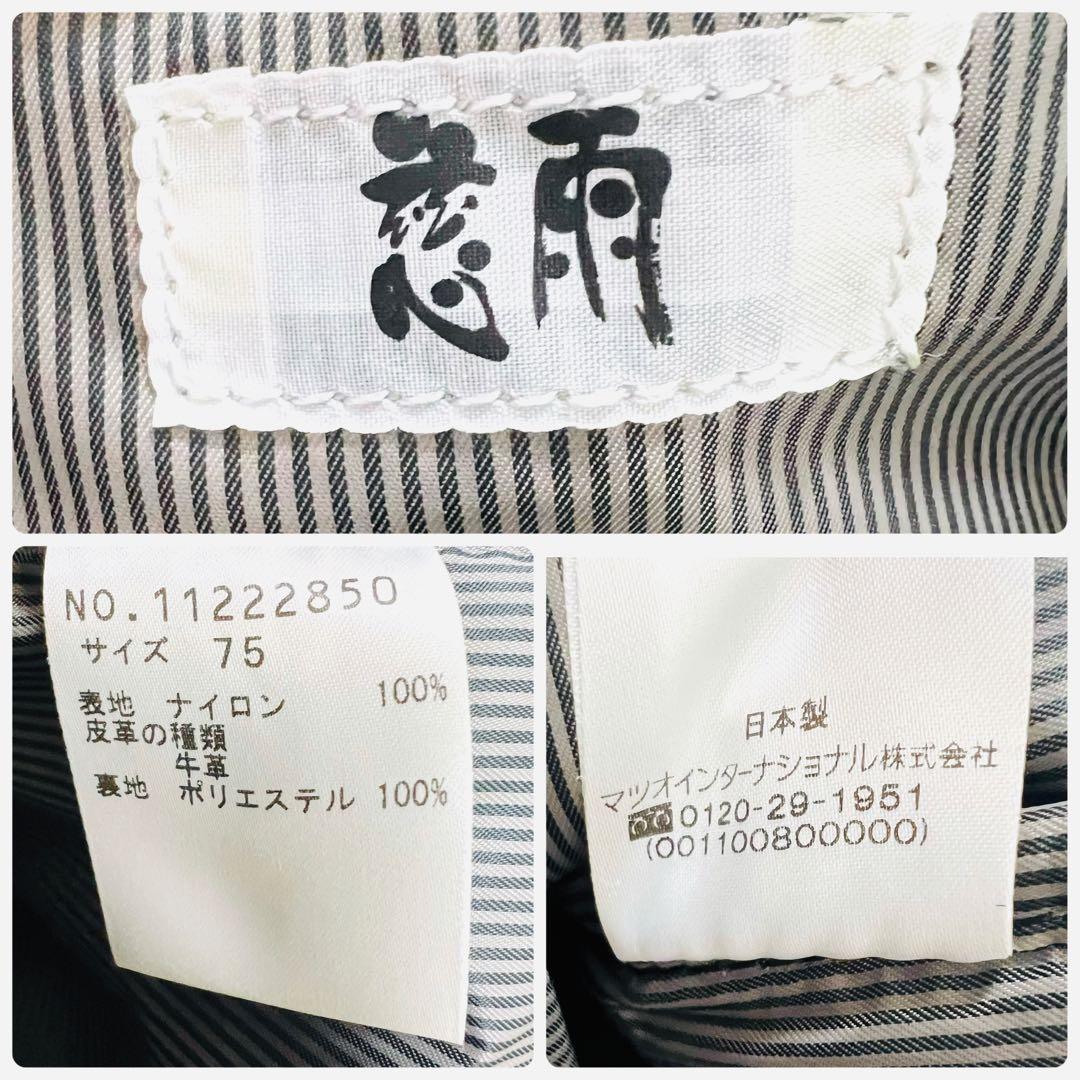 慈雨
NO.11222850
サイズ 75
表地 ナイロン 100%
皮革の種類
牛革
裏地 ポリエステル 100%
日本製
マツオインターナショナル株式会社
0120-29-1951
(001100800000)